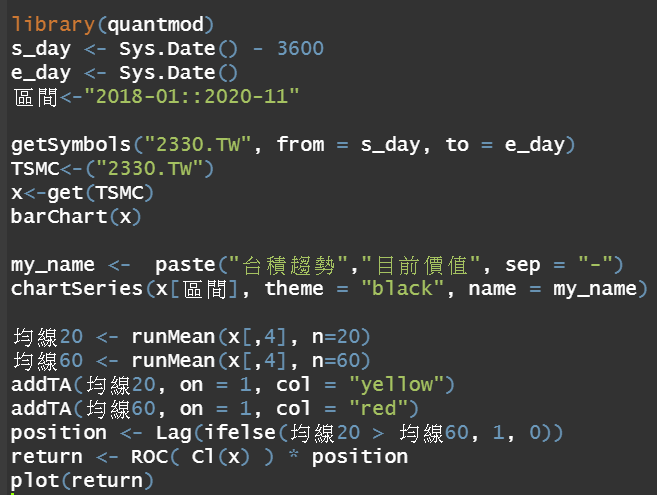 library(quantmod)
s_day <- Sys.Date() - 3600
e_day <- Sys.Date()
區間<-"2018-01::2020-11"
getSymbols("2330.TW", from = s_day, to = e_day)
TSMC<-("2330.TW")
x<-get(TSMC)
barChart(x)
my_name <-  paste("台積趨勢","目前價值", sep = "-")
chartSeries(x[區間], theme = "black", name = my_name)
均線20 <- runMean(x[,4], n=20)
均線60 <- runMean(x[,4], n=60)
addTA(均線20, on = 1, col = "yellow")
addTA(均線60, on = 1, col = "red")
position <- Lag(ifelse(均線20 > 均線60, 1, 0))
return <- ROC( Cl(x) ) * position
plot(return)